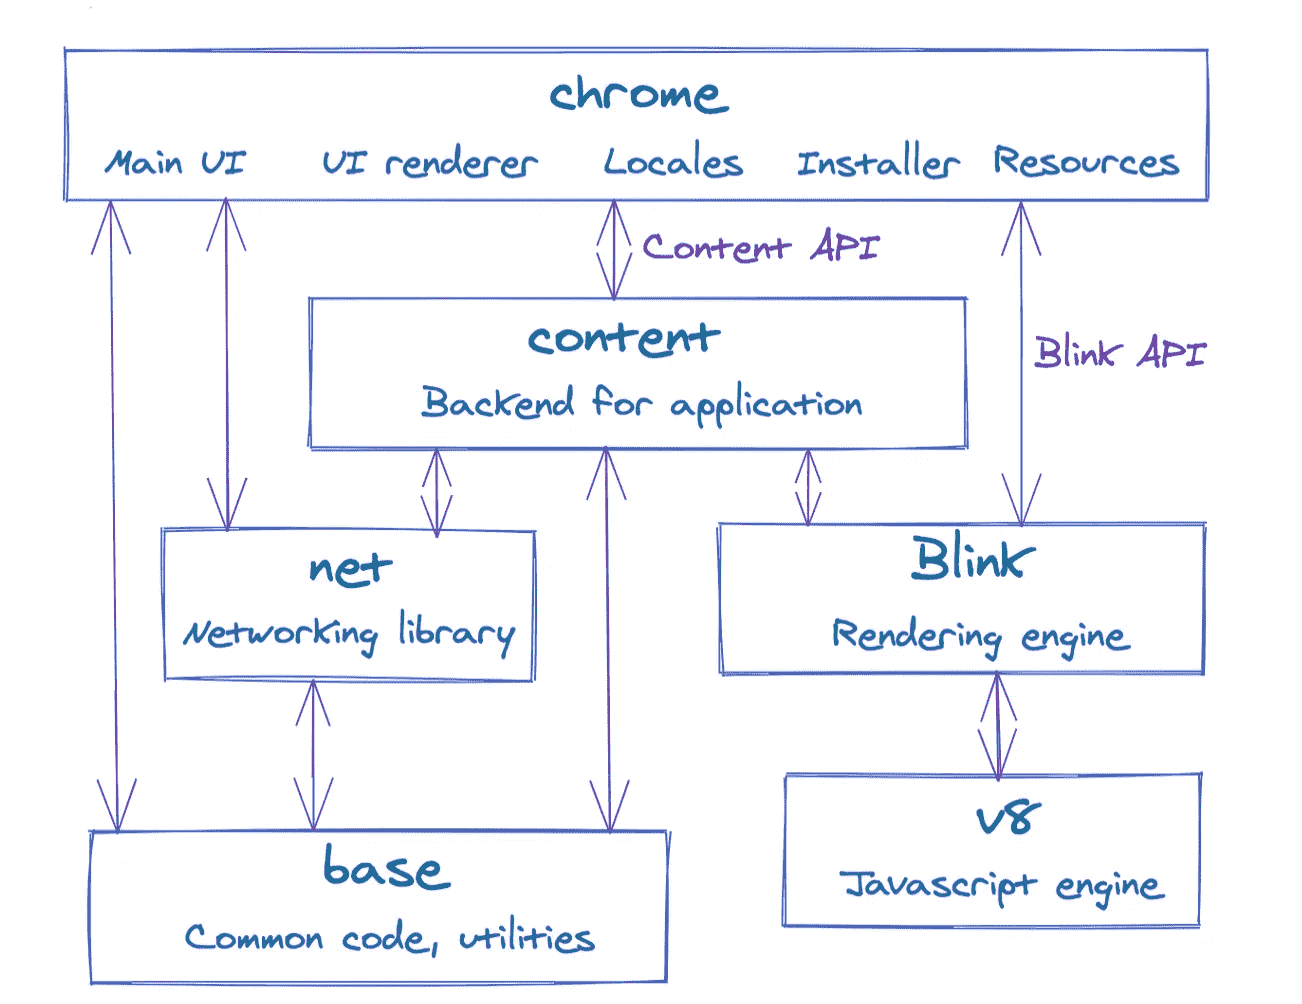 chrome
Main UI UI renderer Locales Installer Resources
Content API
content
Backend for application
Blink API
net
Networking library
Blink
Rendering engine
v8
Javascript engine
base
Common code, utilities